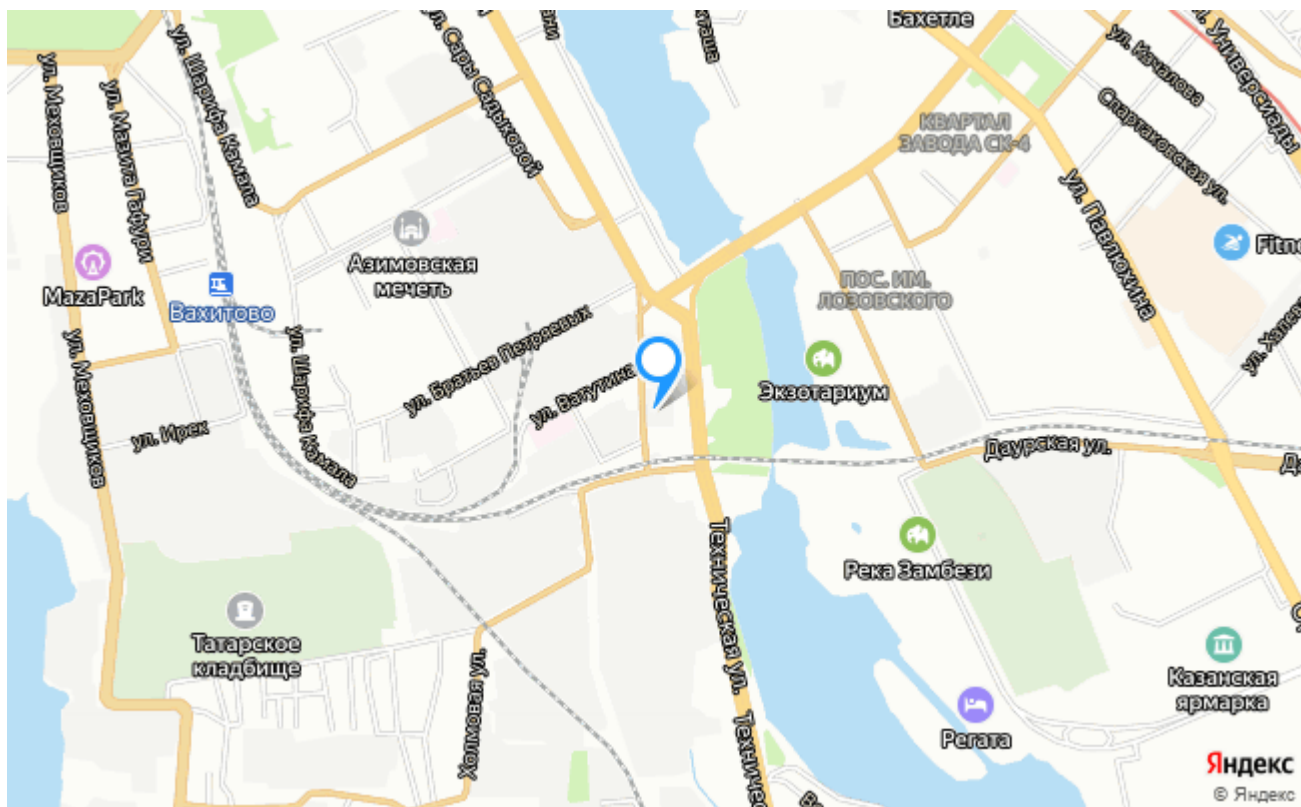 Бахетле
ул. Качалова
ул. Универсиады
Спартаковская ул.
ул. Сары Садыковой
ул. Шарифа Камала
ул. Меховщиков
ул. Мазита Гафури
КВАРТАЛ
ЗАВОДА СК-4
ул. Павлюхина
Fitne
Азимовская
мечеть
MazaPark
Вахитово
ПОС. ИМ.
ЛОЗОВСКОГО
ул. Братьев Петряевых
ул. Ватутина
ул. Шарифа Камала
ул. Меховщиков
ул. Ирек
Экзотариум
Даурская ул.
Река Замбези
Техническая ул.
Татарское
кладбище
Холмовая ул.
Казанская
ярмарка
Регата
Яндекс
© Яндекс